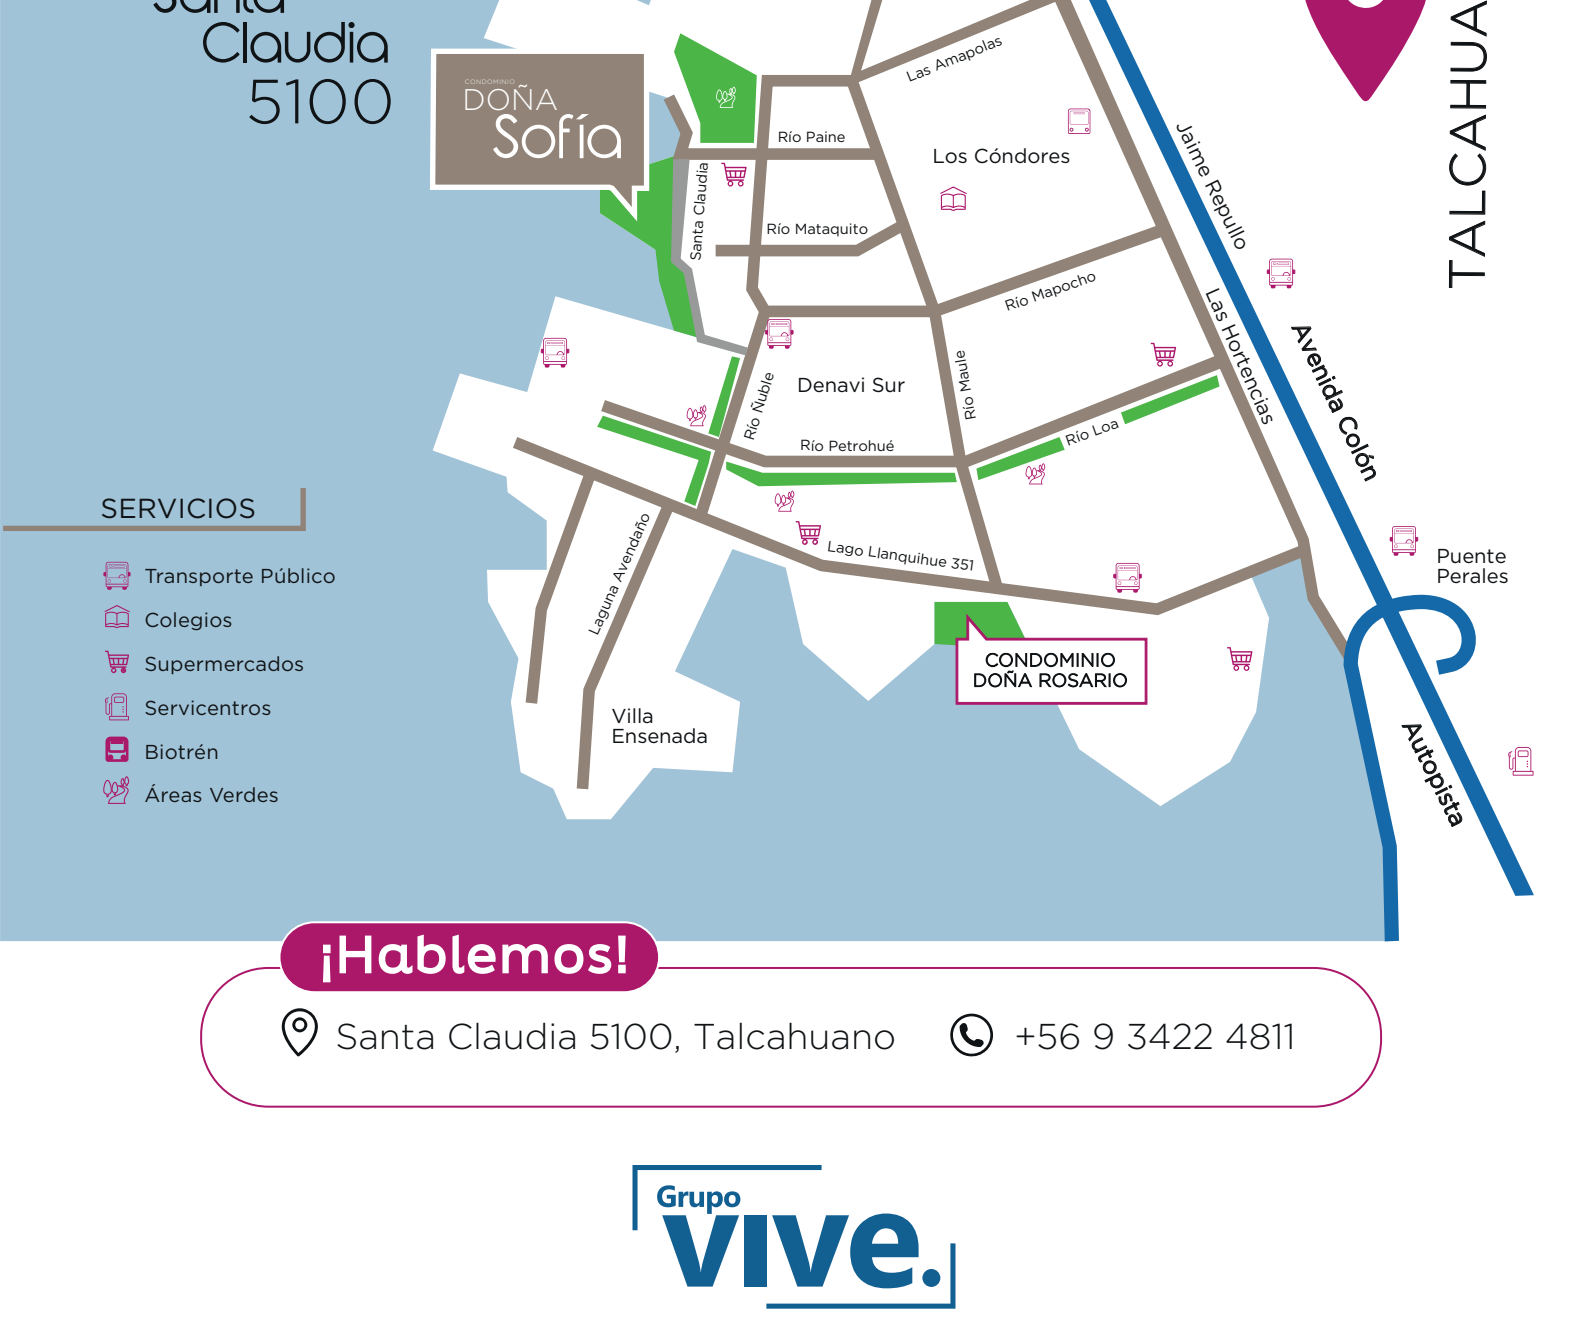 Santa
Claudia
5100
CONDOMINIO
DOÑA
Sofía
TALCAHUA
Las Amapolas
Río Paine
Los Cóndores
Jaime Repullo
Santa Claudia
Río Mataquito
Río Mapocho
Las Hortencias
Avenida Colón
Río Maule
Denavi Sur
Río Ñuble
Río Loa
Río Petrohué
Laguna Avendaño
Lago Llanquihue 351
Puente
Perales
CONDOMINIO
DOÑA ROSARIO
Villa
Ensenada
Autopista
SERVICIOS
Transporte Público
Colegios
Supermercados
Servicentros
Biotrén
Áreas Verdes
¡Hablemos!
Santa Claudia 5100, Talcahuano
+56 9 3422 4811
Grupo
vive.